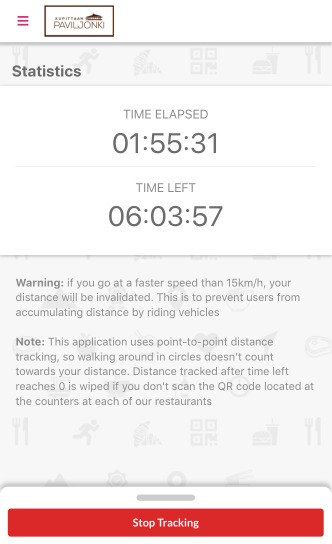 KUPITTAAN
PAVILJONKI
Statistics
TIME ELAPSED
01:55:31
TIME LEFT
06:03:57
Warning: if you go at a faster speed than 15km/h, your
distance will be invalidated. This is to prevent users from
accumulating distance by riding vehicles
Note: This application uses point-to-point distance
tracking, so walking around in circles doesn't count
towards your distance. Distance tracked after time left
reaches 0 is wiped if you don't scan the QR code located at
the counters at each of our restaurants
Stop Tracking